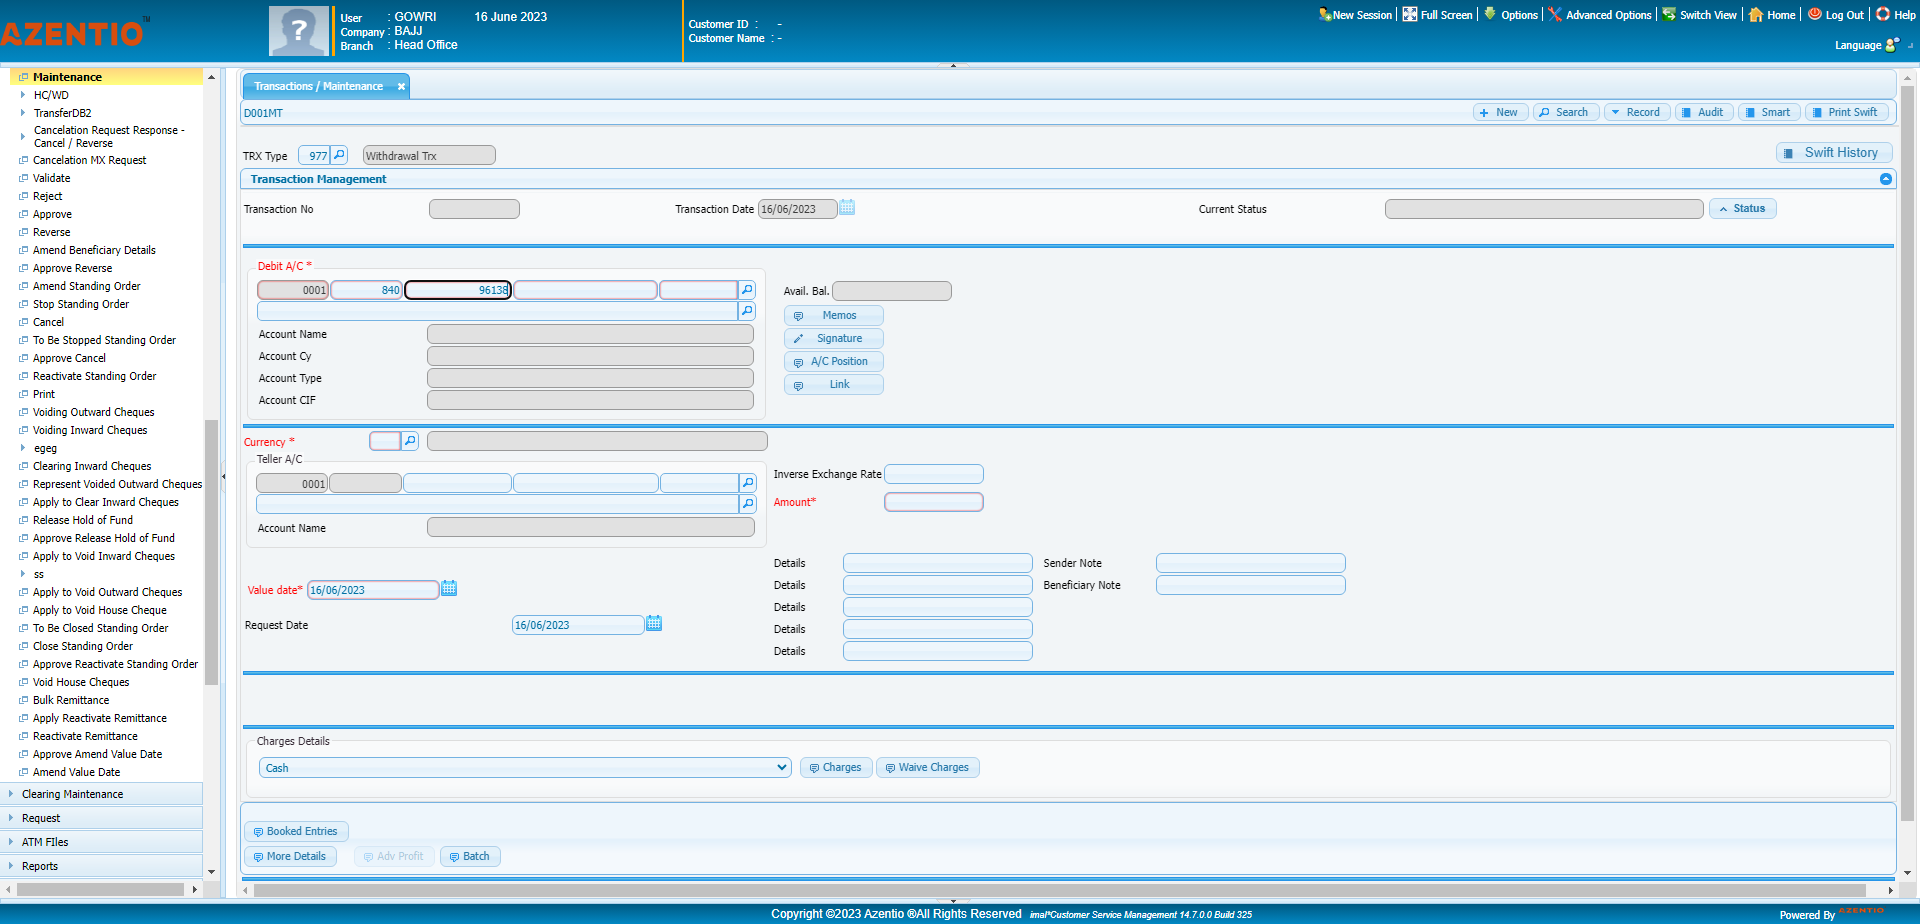 AZENTIO™
User : GOWRI 16 June 2023
Company : BAJJ
Branch : Head Office
Customer ID : -
Customer Name : -
New Session Full Screen Options Advanced Options Switch View Home Log Out Help
Language
Maintenance
HC/WD
TransferDB2
Cancelation Request Response -
Cancel / Reverse
Cancelation MX Request
Validate
Reject
Approve
Reverse
Amend Beneficiary Details
Approve Reverse
Amend Standing Order
Stop Standing Order
Cancel
To Be Stopped Standing Order
Approve Cancel
Reactivate Standing Order
Print
Voiding Outward Cheques
Voiding Inward Cheques
egeg
Clearing Inward Cheques
Represent Voided Outward Cheques
Apply to Clear Inward Cheques
Release Hold of Fund
Approve Release Hold of Fund
Apply to Void Inward Cheques
ss
Apply to Void Outward Cheques
Apply to Void House Cheque
To Be Closed Standing Order
Close Standing Order
Approve Reactivate Standing Order
Void House Cheques
Bulk Remittance
Apply Reactivate Remittance
Reactivate Remittance
Approve Amend Value Date
Amend Value Date
Clearing Maintenance
Request
ATM FIles
Reports
Transactions / Maintenance
D001MT
New Search Record Audit Smart Print Swift
TRX Type 977 Withdrawal Trx
Swift History
Transaction Management
Transaction No Transaction Date 16/06/2023 Current Status Status
Debit A/C *
0001 840 96138
Account Name
Account Cy
Account Type
Account CIF
Avail. Bal.
Memos
Signature
A/C Position
Link
Currency *
Teller A/C
0001
Account Name
Inverse Exchange Rate
Amount*
Value date* 16/06/2023
Request Date 16/06/2023
Details Sender Note
Details Beneficiary Note
Details
Details
Details
Charges Details
Cash Charges Waive Charges
Booked Entries
More Details Adv Profit Batch
Copyright ©2023 Azentio ®All Rights Reserved imal*Customer Service Management 14.7.0.0 Build 325
Powered By AZENTIO